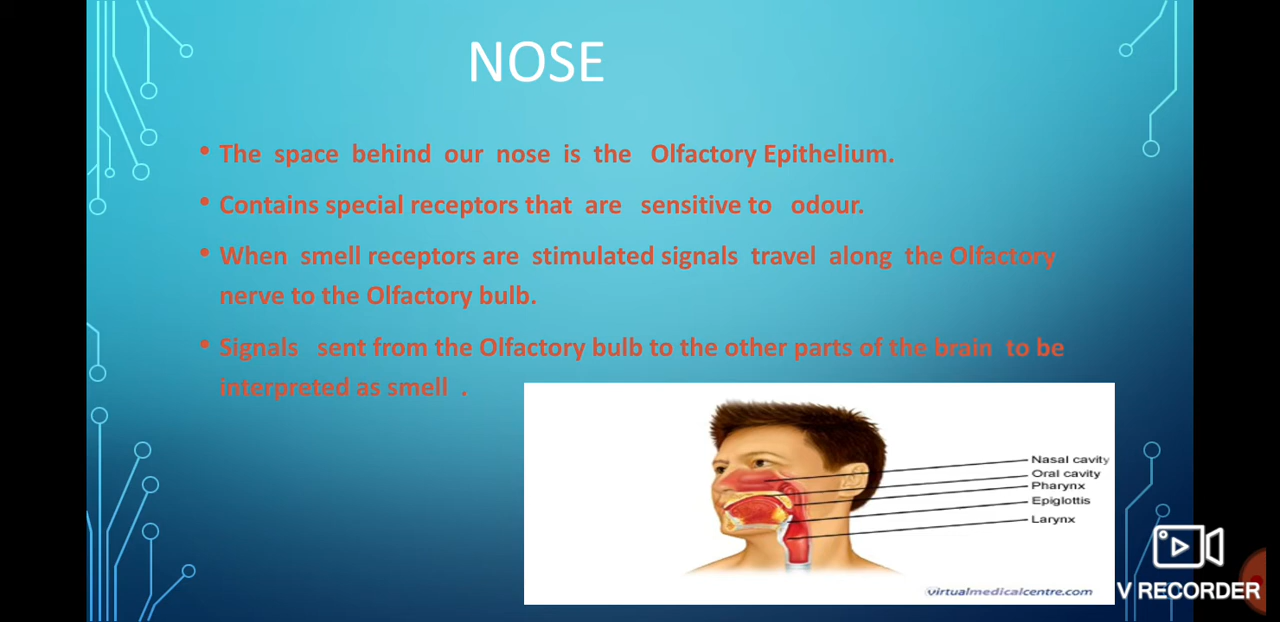 NOSE
• The space behind our nose is the Olfactory Epithelium.
• Contains special receptors that are sensitive to odour.
• When smell receptors are stimulated signals travel along the Olfactory
nerve to the Olfactory bulb.
• Signals sent from the Olfactory bulb to the other parts of the brain to be
interpreted as smell .
Nasal cavity
Oral cavity
Pharynx
Epiglottis
Larynx
virtualmedicalcentre.com
V RECORDER